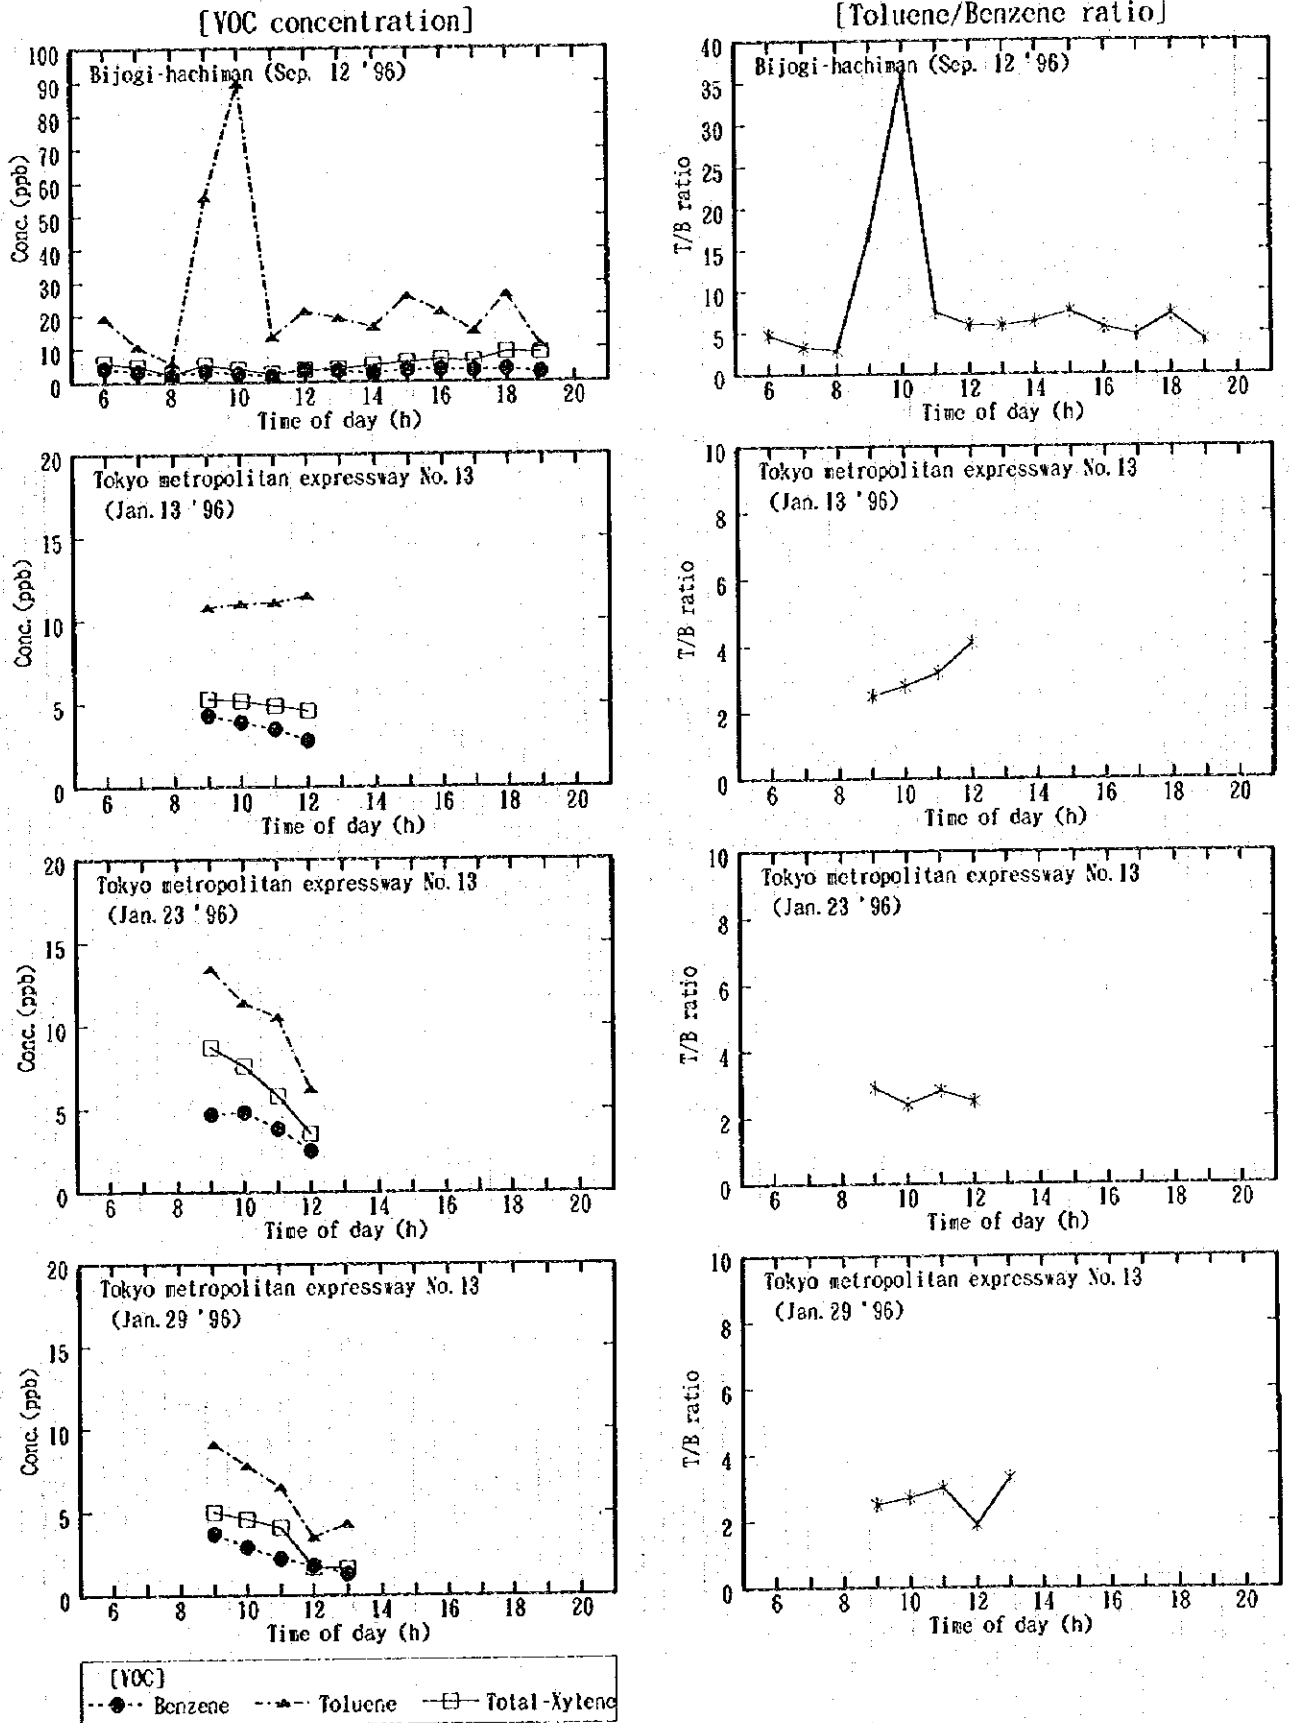 [VOC concentration]
[Toluene/Benzene ratio]
100
90
80
70
60
50
40
30
20
10
0
Conc. (ppb)
Bijogi-hachiman (Sep. 12 '96)
6 8 10 12 14 16 18 20
Time of day (h)
40
35
30
25
20
15
10
5
0
T/B ratio
Bijogi-hachiman (Sep. 12 '96)
6 8 10 12 14 16 18 20
Time of day (h)
20
15
10
5
0
Conc. (ppb)
Tokyo metropolitan expressway No. 13
(Jan. 13 '96)
6 8 10 12 14 16 18 20
Time of day (h)
10
8
6
4
2
0
T/B ratio
Tokyo metropolitan expressway No. 13
(Jan. 13 '96)
6 8 10 12 14 16 18 20
Time of day (h)
20
15
10
5
0
Conc. (ppb)
Tokyo metropolitan expressway No. 13
(Jan. 23 '96)
6 8 10 12 14 16 18 20
Time of day (h)
10
8
6
4
2
0
T/B ratio
Tokyo metropolitan expressway No. 13
(Jan. 23 '96)
6 8 10 12 14 16 18 20
Time of day (h)
20
15
10
5
0
Conc. (ppb)
Tokyo metropolitan expressway No. 13
(Jan. 29 '96)
6 8 10 12 14 16 18 20
Time of day (h)
10
8
6
4
2
0
T/B ratio
Tokyo metropolitan expressway No. 13
(Jan. 29 '96)
6 8 10 12 14 16 18 20
Time of day (h)
[VOC]
Benzene Toluene Total-Xylene